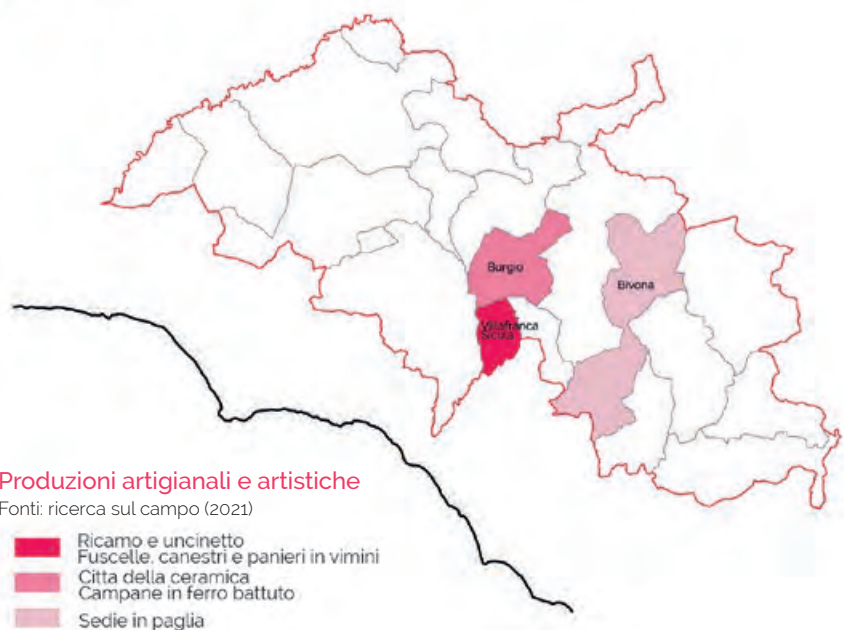 Burgio
Bivona
Villafranca
Sicula
Produzioni artigianali e artistiche
Fonti: ricerca sul campo (2021)
Ricamo e uncinetto
Fuscelle, canestri e panieri in vimini
Citta della ceramica
Campane in ferro battuto
Sedie in paglia